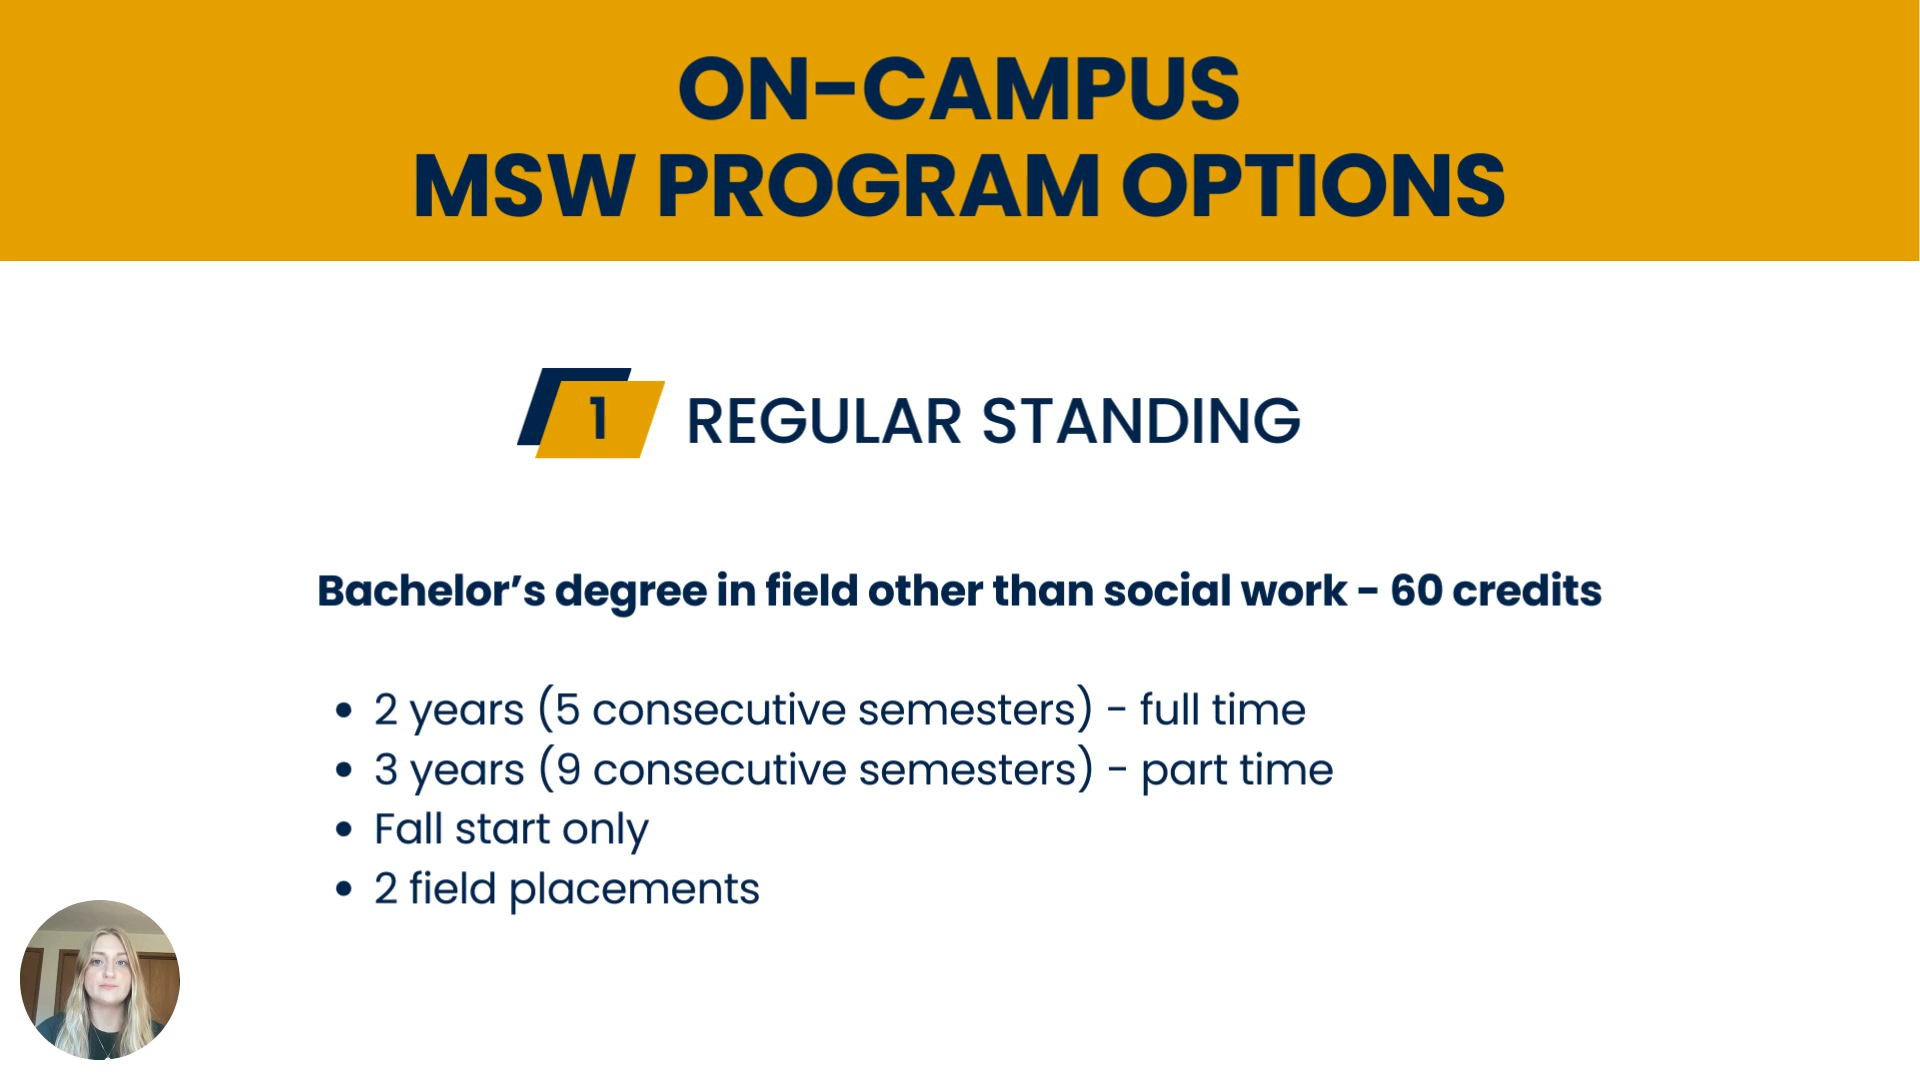 ON-CAMPUS
MSW PROGRAM OPTIONS
1 REGULAR STANDING
Bachelor’s degree in field other than social work - 60 credits
• 2 years (5 consecutive semesters) - full time
• 3 years (9 consecutive semesters) - part time
• Fall start only
• 2 field placements